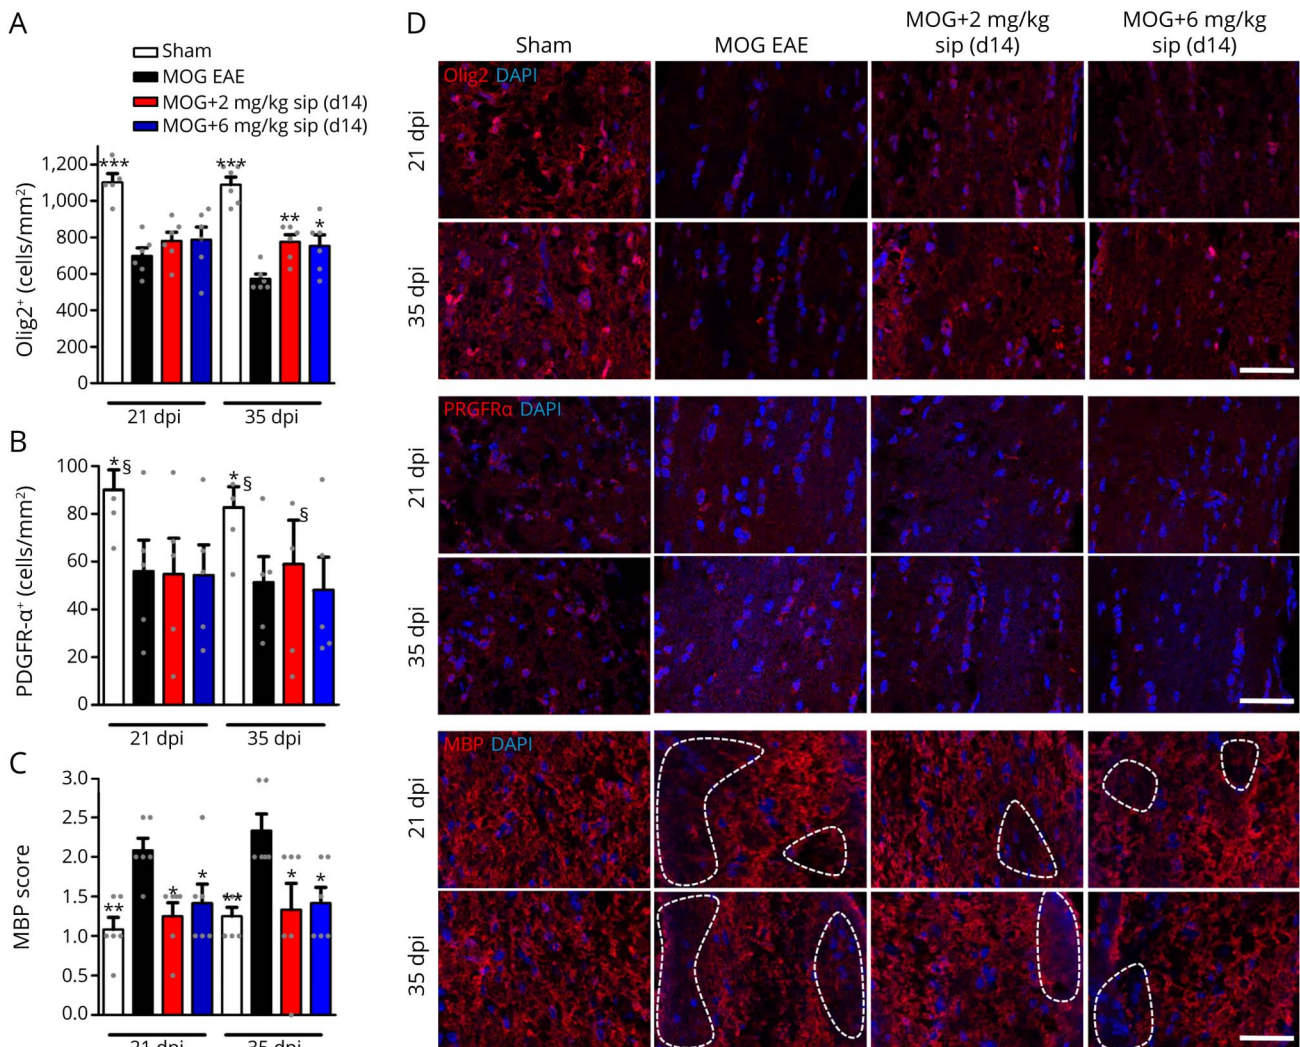 A
Sham
MOG EAE
MOG+2 mg/kg sip (d14)
MOG+6 mg/kg sip (d14)
Olig2⁺ (cells/mm²)
1,200
1,000
800
600
400
200
0
***
***
**
*
21 dpi
35 dpi
B
PDGFR-α⁺ (cells/mm²)
100
80
60
40
20
0
*§
*§
§
21 dpi
35 dpi
C
MBP score
3.0
2.5
2.0
1.5
1.0
0.5
0.0
**
*
*
**
*
*
21 dpi
35 dpi
D
Sham
MOG EAE
MOG+2 mg/kg
sip (d14)
MOG+6 mg/kg
sip (d14)
21 dpi
Olig2 DAPI
35 dpi
21 dpi
PRGFRα DAPI
35 dpi
21 dpi
MBP DAPI
35 dpi